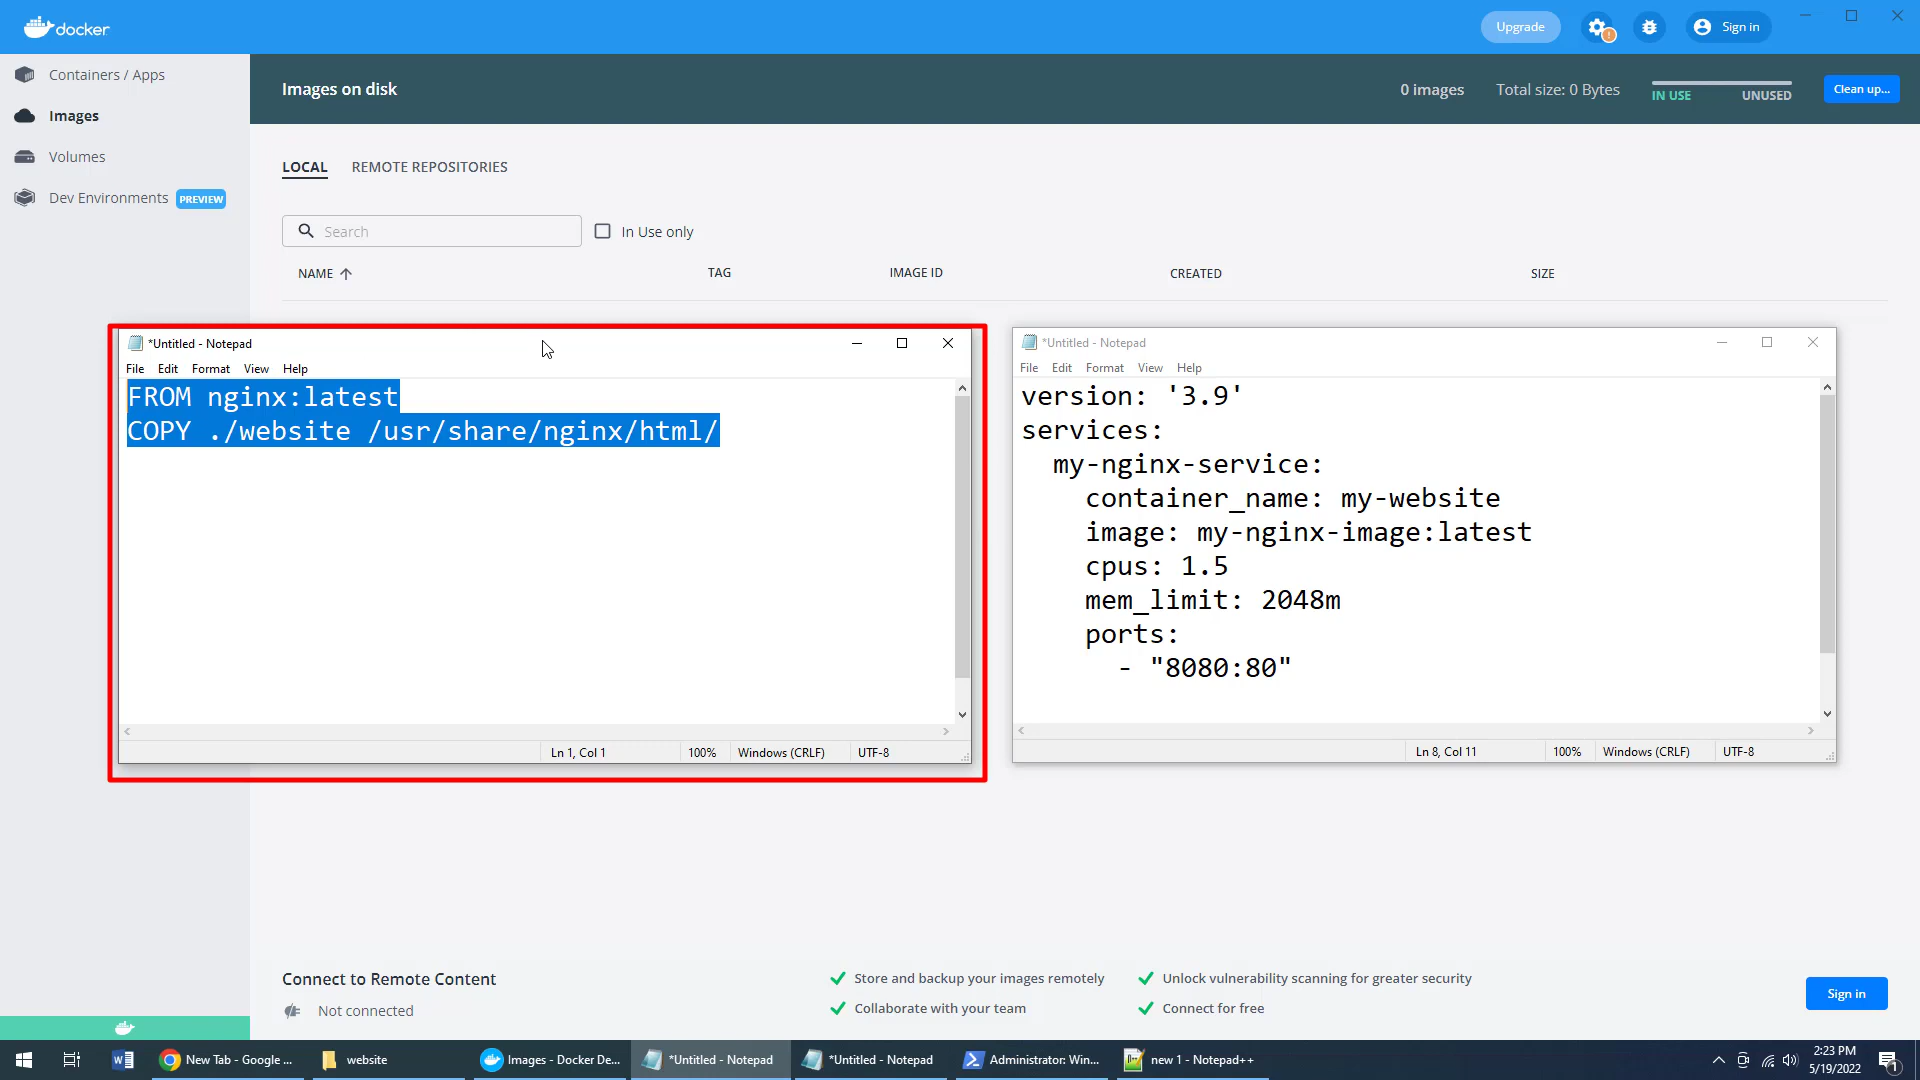 docker
Upgrade
Sign in
Containers / Apps
Images
Volumes
Dev Environments PREVIEW
Images on disk
0 images
Total size: 0 Bytes
IN USE
UNUSED
Clean up...
LOCAL
REMOTE REPOSITORIES
Search
In Use only
NAME
TAG
IMAGE ID
CREATED
SIZE
*Untitled - Notepad
File Edit Format View Help
FROM nginx:latest
COPY ./website /usr/share/nginx/html/
Ln 1, Col 1
100%
Windows (CRLF)
UTF-8
*Untitled - Notepad
File Edit Format View Help
version: '3.9'
services:
my-nginx-service:
container_name: my-website
image: my-nginx-image:latest
cpus: 1.5
mem_limit: 2048m
ports:
- "8080:80"
Ln 8, Col 11
100%
Windows (CRLF)
UTF-8
Connect to Remote Content
Not connected
Store and backup your images remotely
Collaborate with your team
Unlock vulnerability scanning for greater security
Connect for free
Sign in
New Tab - Google ...
website
Images - Docker De...
*Untitled - Notepad
*Untitled - Notepad
Administrator: Win...
new 1 - Notepad++
2:23 PM
5/19/2022
1